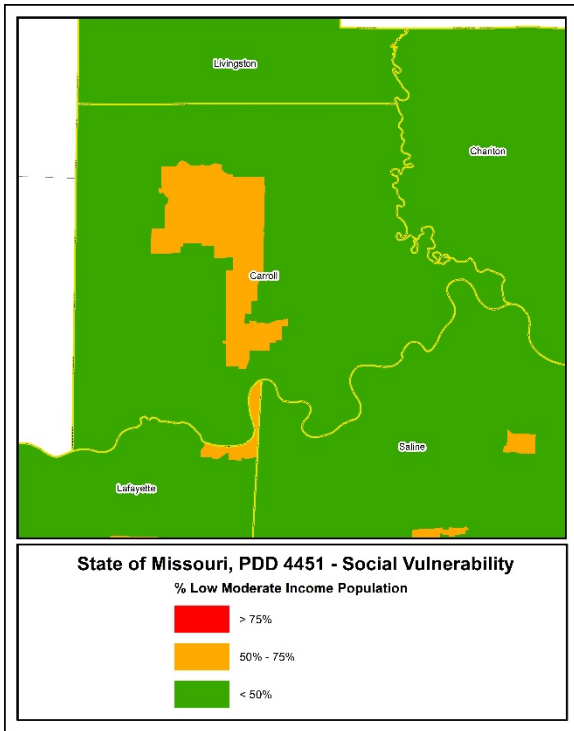 Livingston
Chariton
Carroll
Saline
Lafayette
State of Missouri, PDD 4451 - Social Vulnerability
% Low Moderate Income Population
> 75%
50% - 75%
< 50%